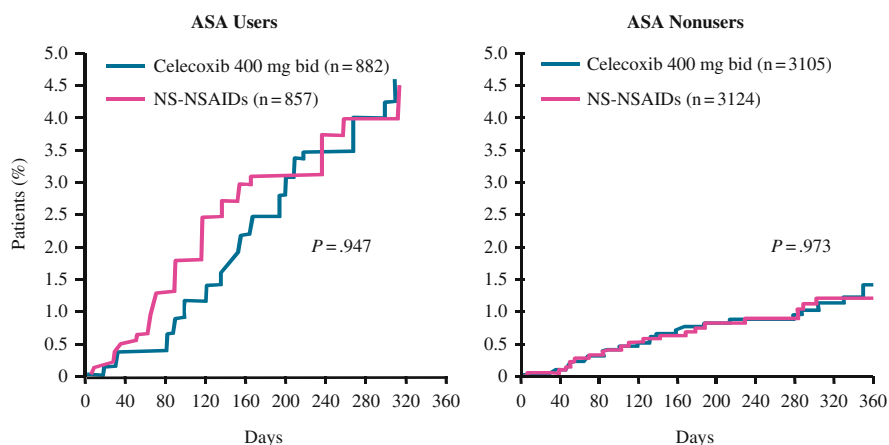 ASA Users
5.0
4.5
4.0
3.5
3.0
2.5
2.0
1.5
1.0
0.5
0
Patients (%)
Celecoxib 400 mg bid (n=882)
NS-NSAIDs (n=857)
P=.947
0 40 80 120 160 200 240 280 320 360
Days
ASA Nonusers
5.0
4.5
4.0
3.5
3.0
2.5
2.0
1.5
1.0
0.5
0
Celecoxib 400 mg bid (n=3105)
NS-NSAIDs (n=3124)
P=.973
0 40 80 120 160 200 240 280 320 360
Days